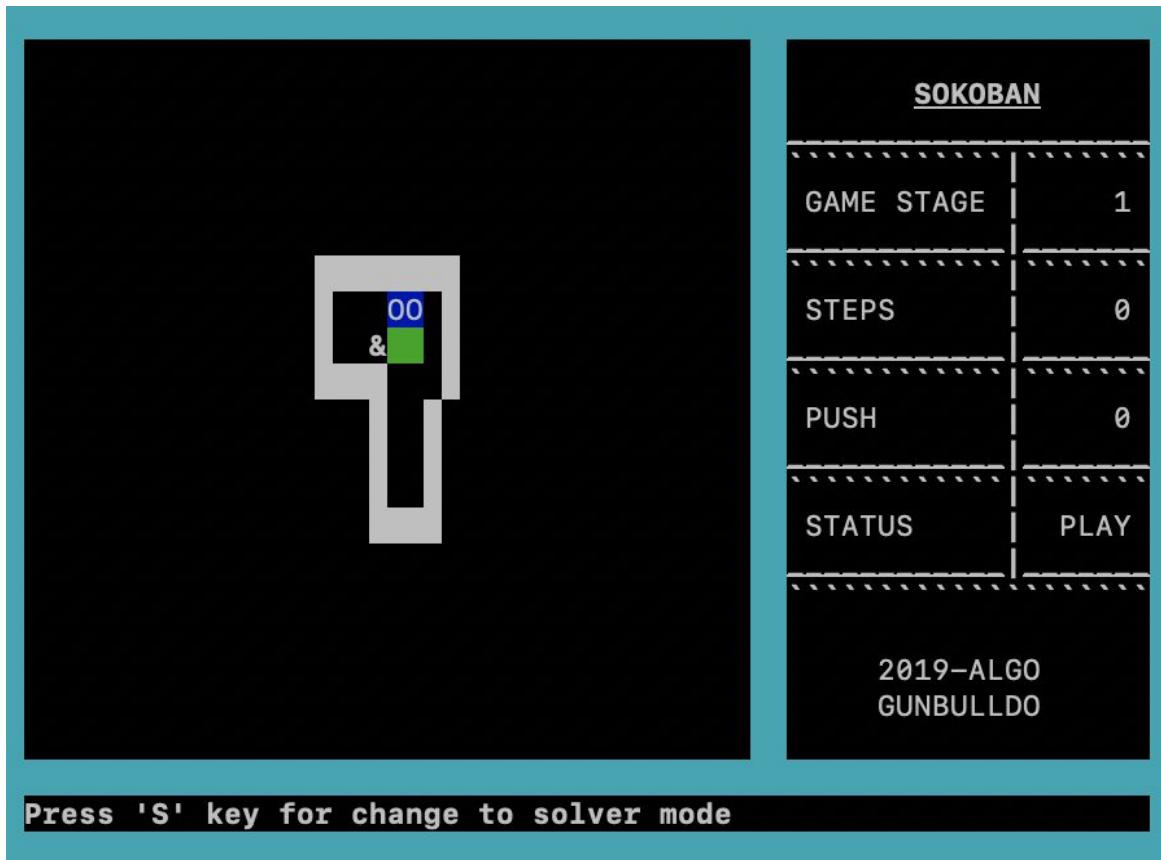 SOKOBAN
GAME STAGE | 1
STEPS | 0
PUSH | 0
STATUS | PLAY
OO
&
2019-ALGO
GUNBULLDO
Press 'S' key for change to solver mode